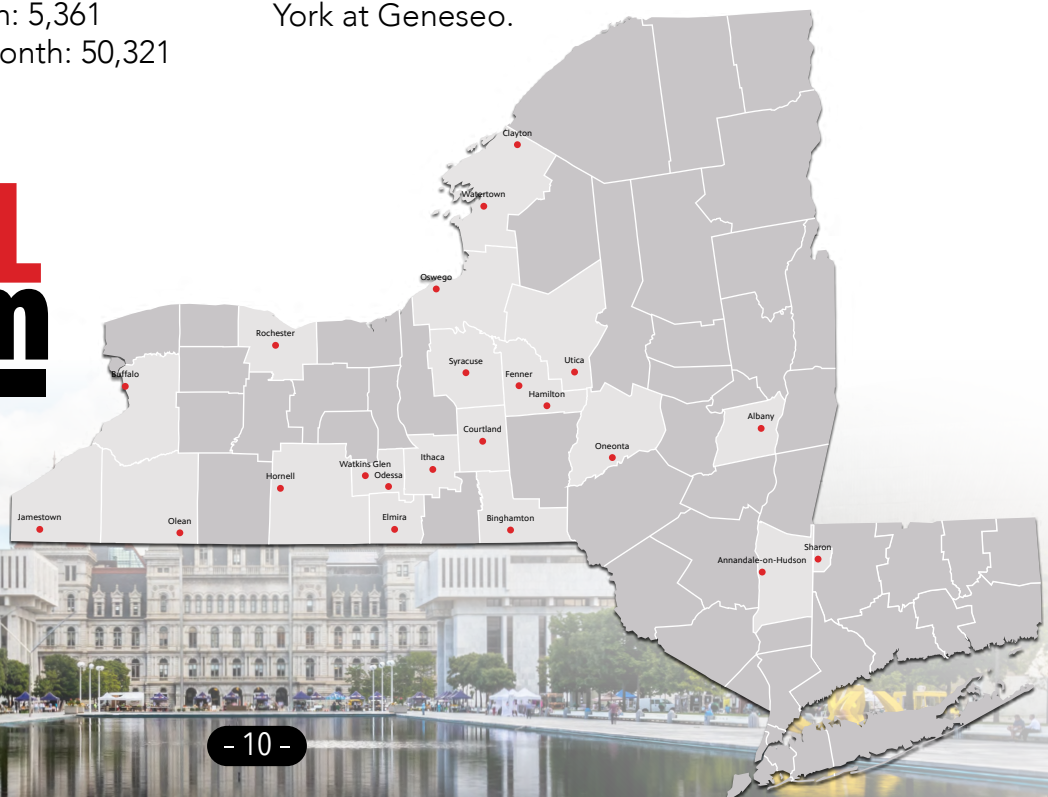 n: 5,361
onth: 50,321
York at Geneseo.
L
m
Clayton
Watertown
Oswego
Rochester
Buffalo
Syracuse
Fenner
Utica
Hamilton
Courtland
Albany
Oneonta
Ithaca
Watkins Glen
Odessa
Hornell
Jamestown
Olean
Elmira
Binghamton
Sharon
Annandale-on-Hudson
- 10 -